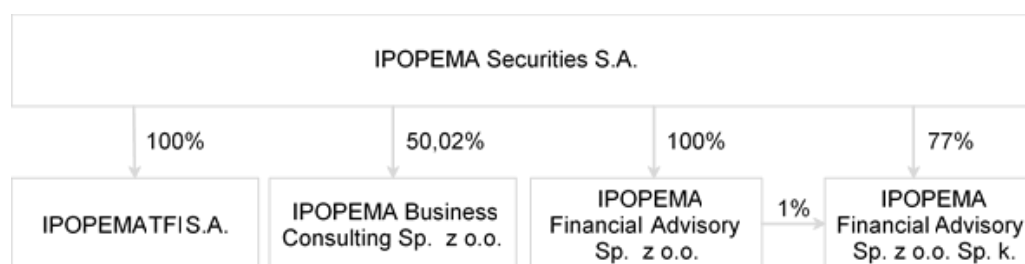 IPOPEMA Securities S.A.
100%
50,02%
100%
77%
IPOPEMATFIS.A.
IPOPEMA Business
Consulting Sp. z o.o.
IPOPEMA
Financial Advisory
Sp. z o.o.
1%
IPOPEMA
Financial Advisory
Sp. z o.o. Sp. k.